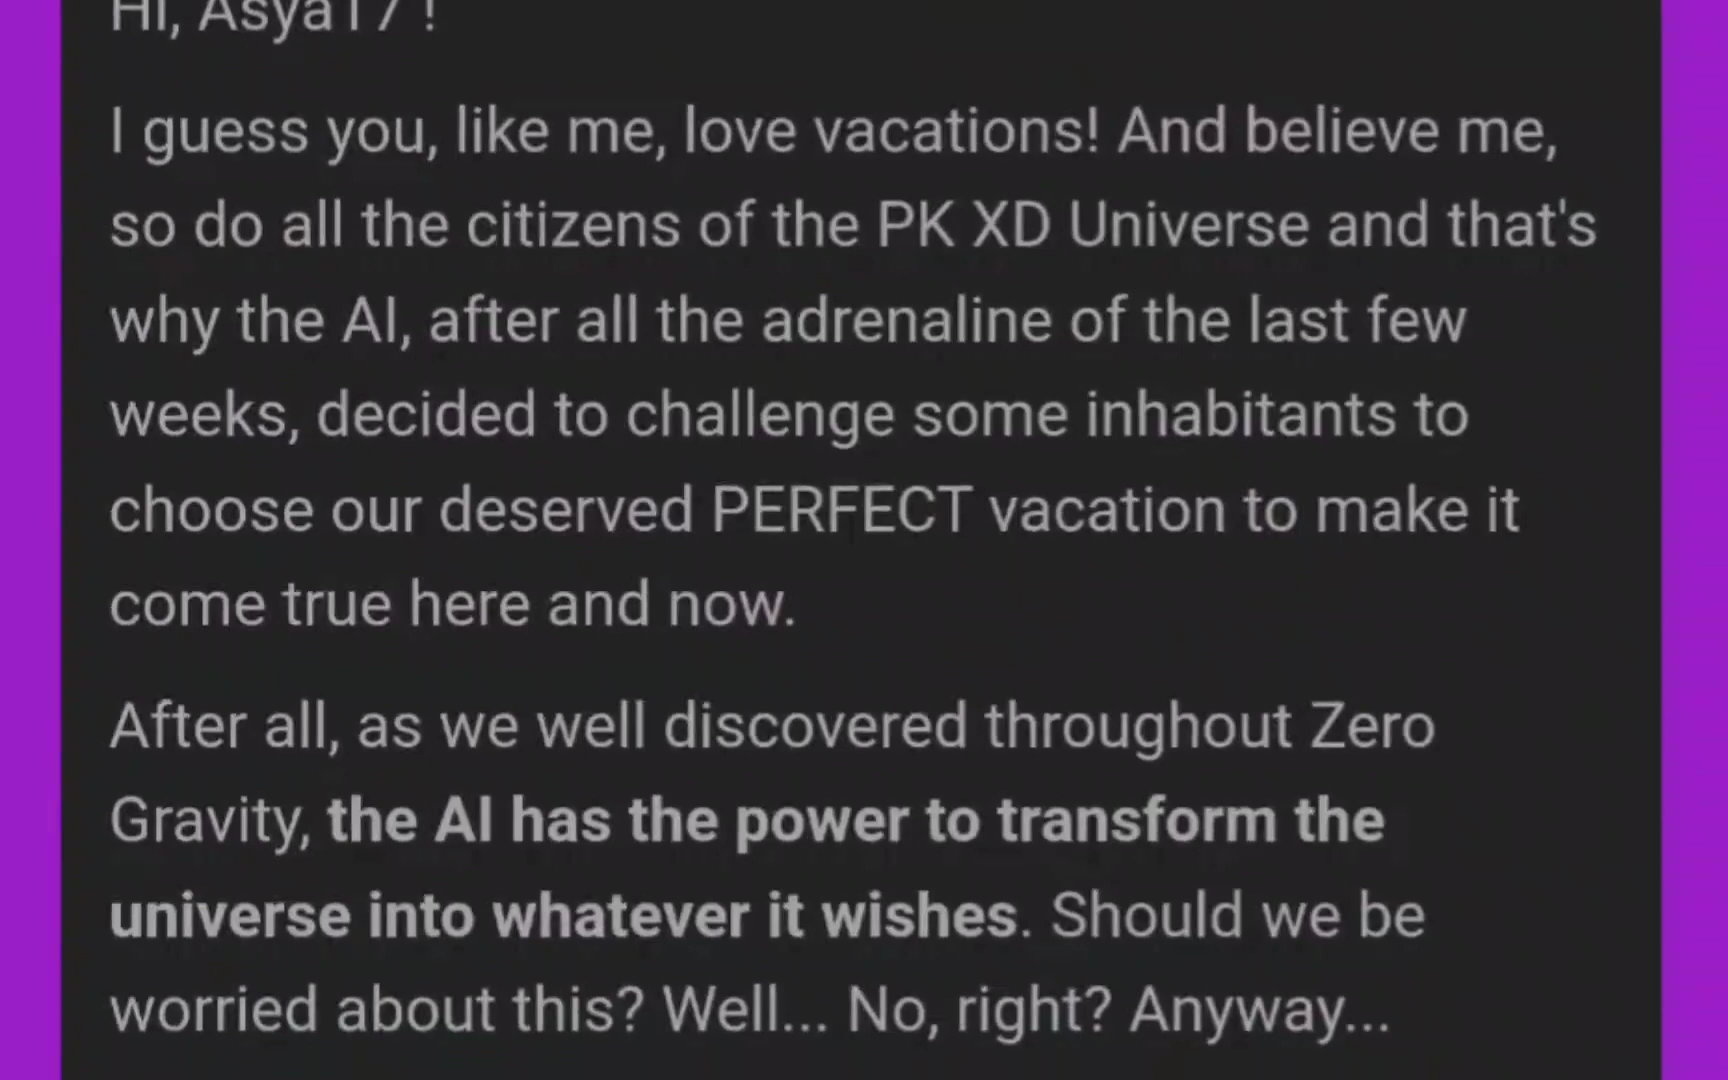 Hi, Asya17 !
I guess you, like me, love vacations! And believe me,
so do all the citizens of the PK XD Universe and that's
why the AI, after all the adrenaline of the last few
weeks, decided to challenge some inhabitants to
choose our deserved PERFECT vacation to make it
come true here and now.
After all, as we well discovered throughout Zero
Gravity, the AI has the power to transform the
universe into whatever it wishes. Should we be
worried about this? Well... No, right? Anyway...